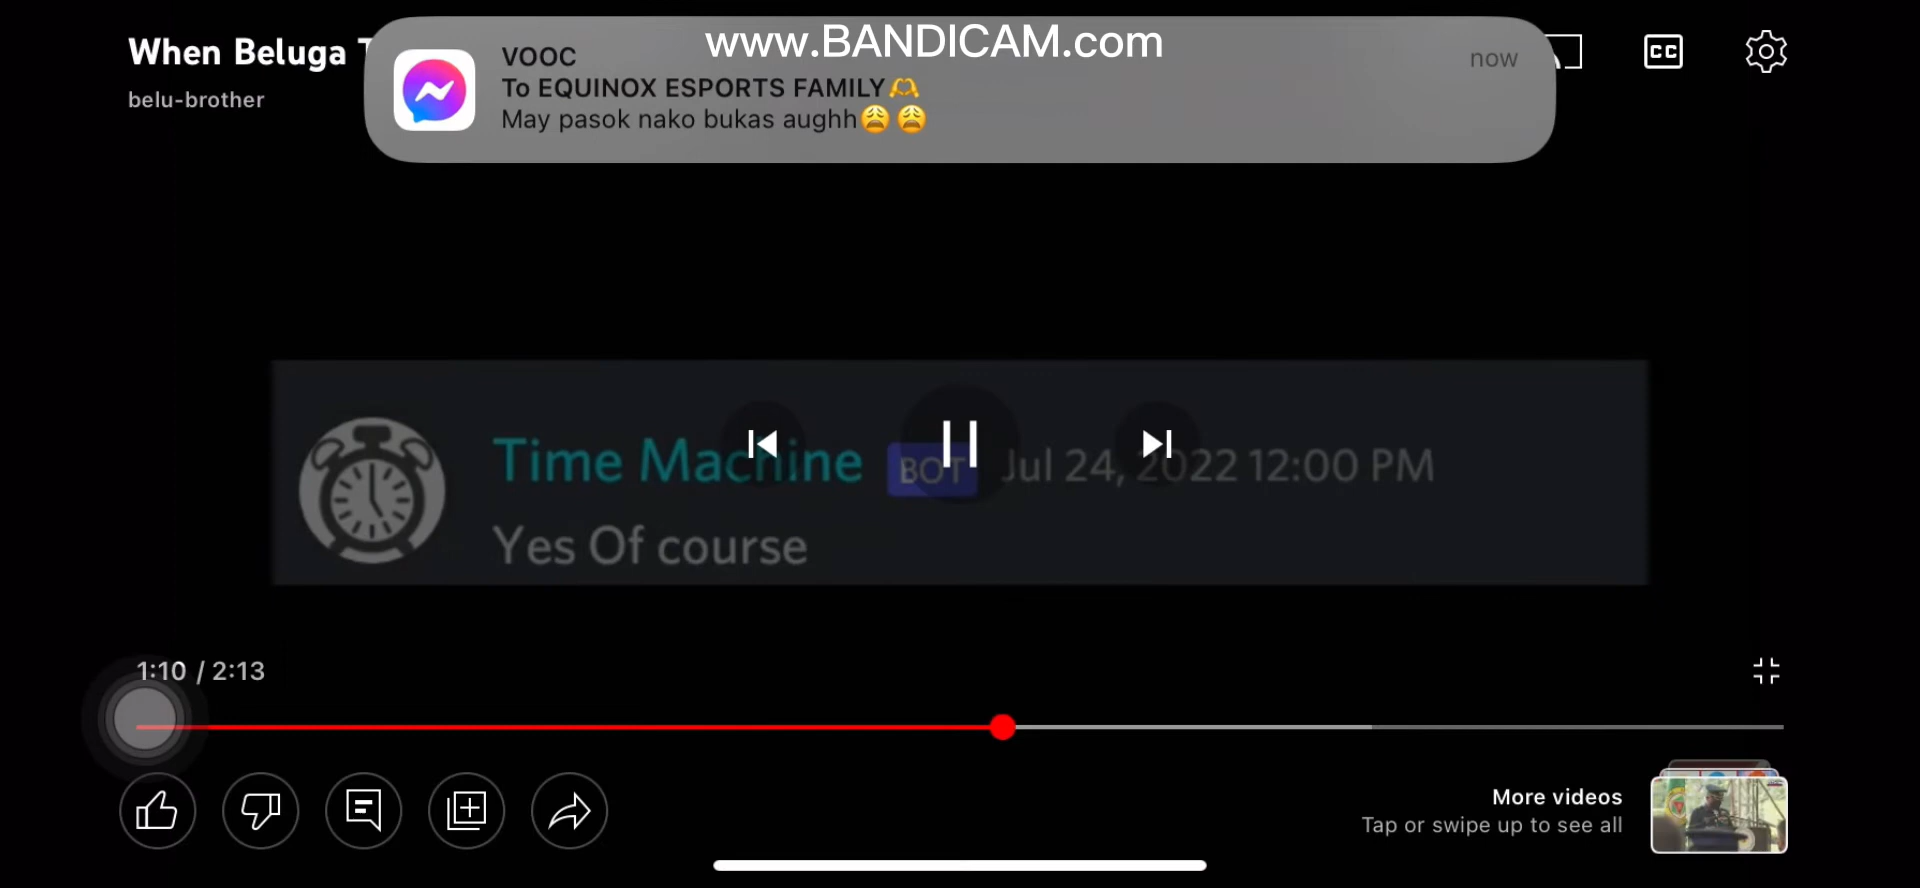 www.BANDICAM.com
When Beluga
belu-brother
VOOC
now
To EQUINOX ESPORTS FAMILY🫶
May pasok nako bukas aughh😩😩
CC
Time Machine BOT Jul 24, 2022 12:00 PM
Yes Of course
1:10 / 2:13
More videos
Tap or swipe up to see all